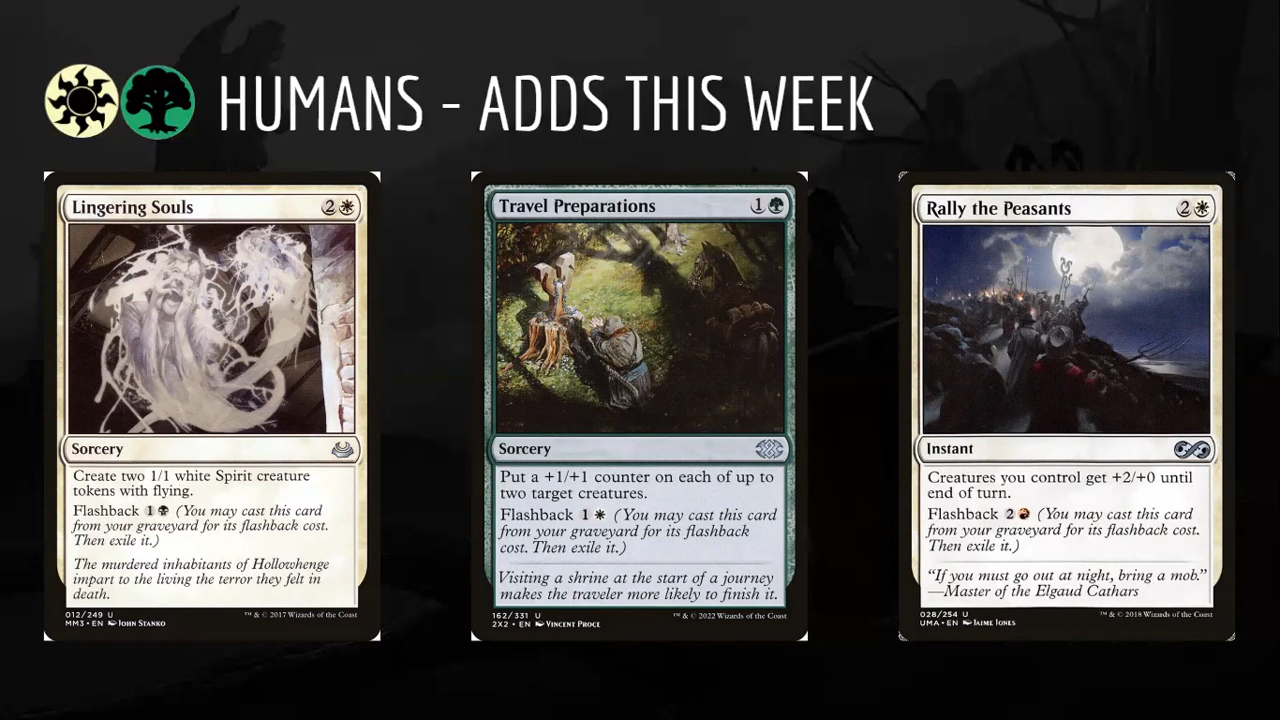 HUMANS - ADDS THIS WEEK
Lingering Souls 2
Sorcery
Create two 1/1 white Spirit creature
tokens with flying.
Flashback 1 (You may cast this card
from your graveyard for its flashback cost.
Then exile it.)
The murdered inhabitants of Hollowhenge
impart to the living the terror they felt in
death.
012/249 U
MM3 • EN JOHN STANKO
™ & © 2017 Wizards of the Coast
Travel Preparations 1
Sorcery
Put a +1/+1 counter on each of up to
two target creatures.
Flashback 1 (You may cast this card
from your graveyard for its flashback
cost. Then exile it.)
Visiting a shrine at the start of a journey
makes the traveler more likely to finish it.
162/331 U
2X2 • EN VINCENT PROCE
™ & © 2022 Wizards of the Coast
Rally the Peasants 2
Instant
Creatures you control get +2/+0 until
end of turn.
Flashback 2 (You may cast this card
from your graveyard for its flashback cost.
Then exile it.)
“If you must go out at night, bring a mob.”
—Master of the Elgaud Cathars
028/254 U
UMA • EN JAIME JONES
™ & © 2018 Wizards of the Coast